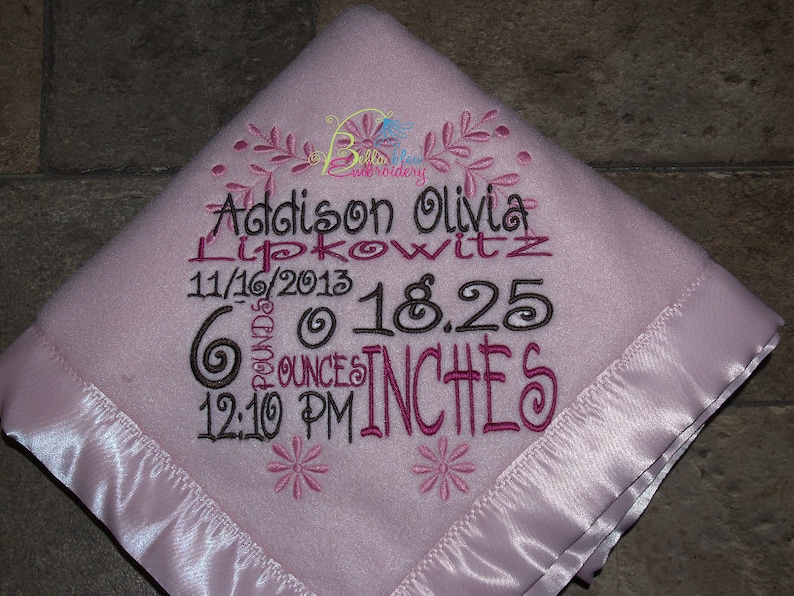 Bella bleu
Embroidery
Addison Olivia
Lipkowitz
11/16/2013
6 POUNDS 0 OUNCES
18.25 INCHES
12:10 PM